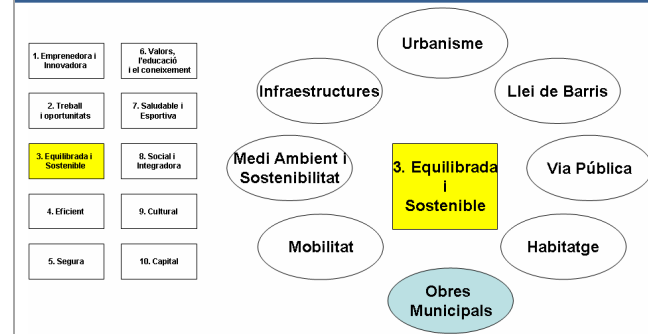 1. Emprenedora i
Innovadora
6. Valors,
l'educació
i el coneixement
2. Treball
i oportunitats
7. Saludable i
Esportiva
3. Equilibrada i
Sostenible
8. Social i
Integradora
4. Eficient
9. Cultural
5. Segura
10. Capital
Urbanisme
Infraestructures
Llei de Barris
Medi Ambient i
Sostenibilitat
3. Equilibrada
i
Sostenible
Via Pública
Mobilitat
Habitatge
Obres
Municipals